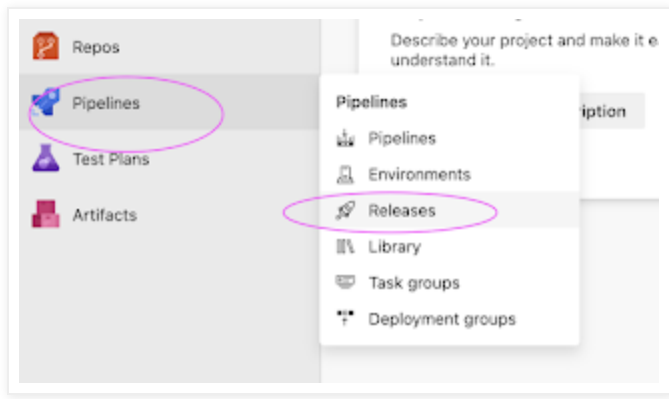 Repos
Pipelines
Test Plans
Artifacts
Describe your project and make it e
understand it.
iption
Pipelines
Pipelines
Environments
Releases
Library
Task groups
Deployment groups